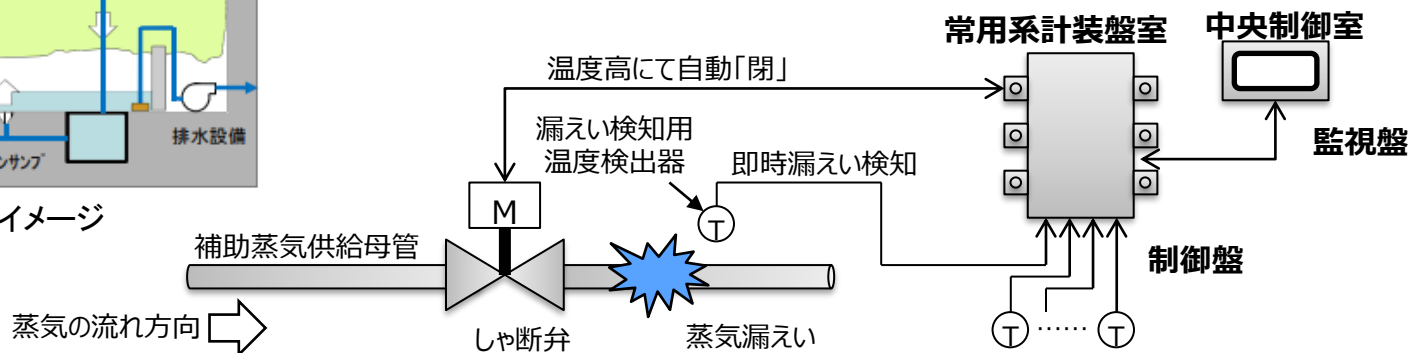 常用系計装盤室
中央制御室
温度高にて自動「閉」
漏えい検知用
温度検出器
即時漏えい検知
監視盤
排水設備
ンサンプ
イメージ
M
T
補助蒸気供給母管
制御盤
蒸気の流れ方向
しゃ断弁
蒸気漏えい
T …… T